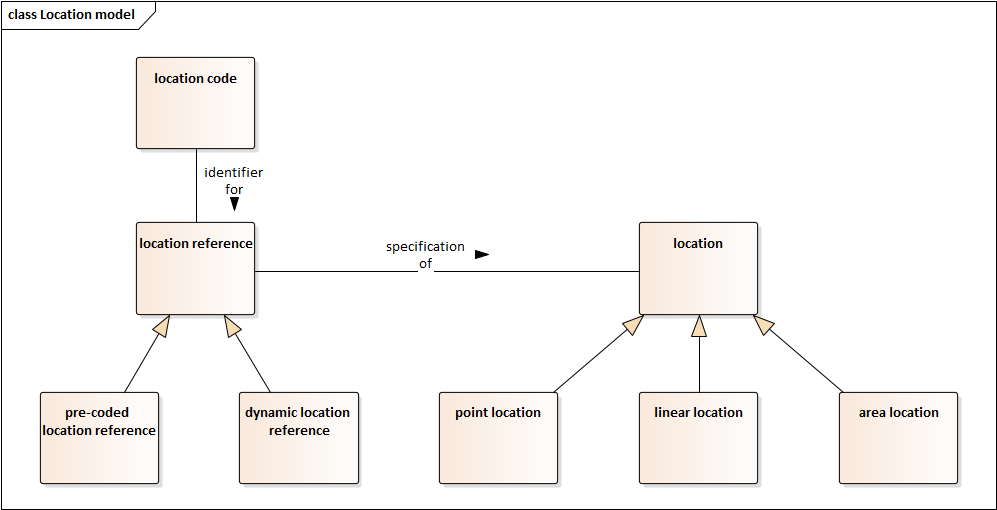 class Location model
location code
identifier
for
location reference
specification
of
location
pre-coded
location reference
dynamic location
reference
point location
linear location
area location